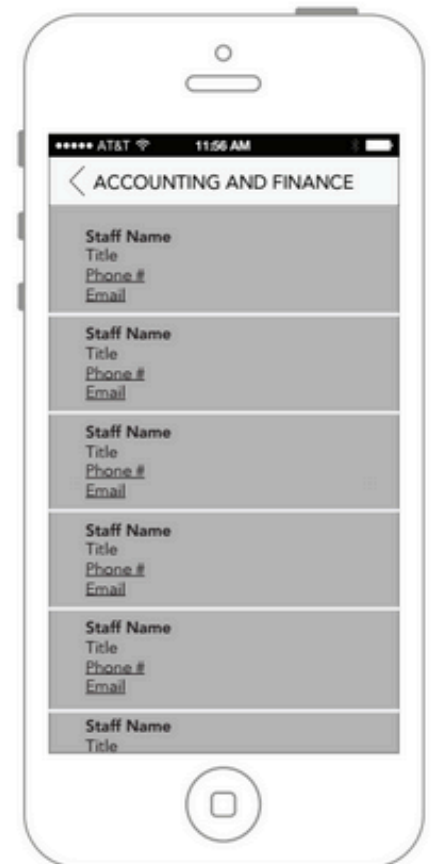 AT&T 11:56 AM
ACCOUNTING AND FINANCE
Staff Name
Title
Phone #
Email
Staff Name
Title
Phone #
Email
Staff Name
Title
Phone #
Email
Staff Name
Title
Phone #
Email
Staff Name
Title
Phone #
Email
Staff Name
Title